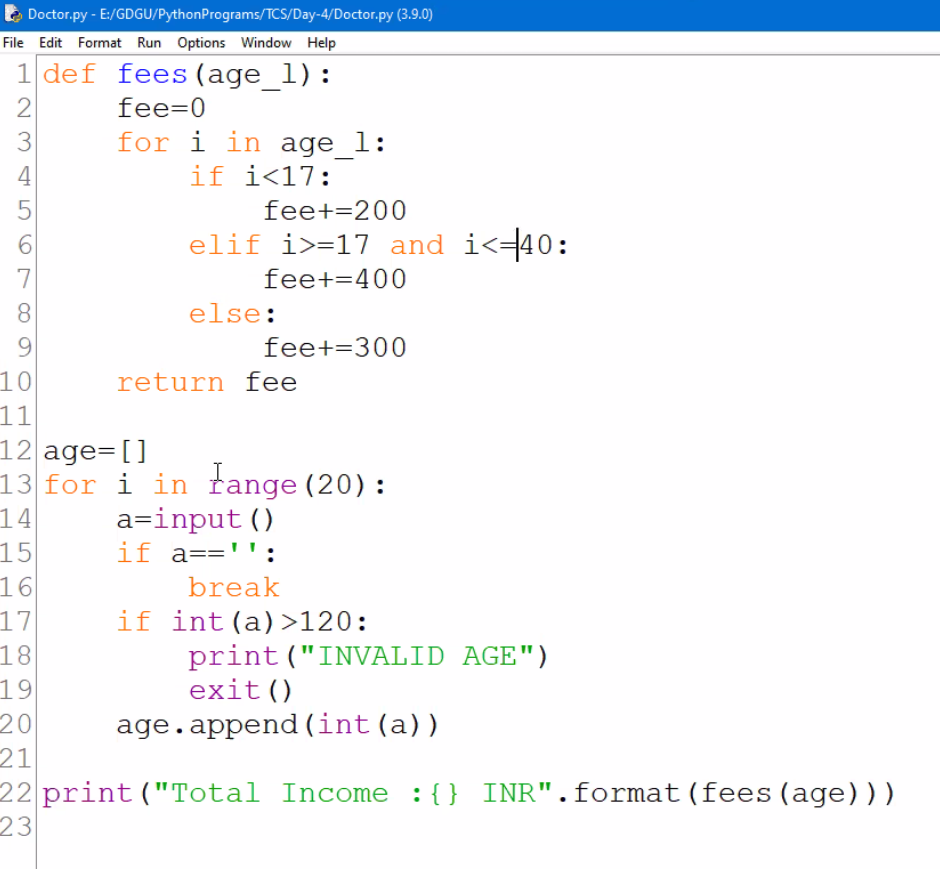 Doctor.py - E:/GDGU/PythonPrograms/TCS/Day-4/Doctor.py (3.9.0)
File Edit Format Run Options Window Help
1 def fees(age_l):
2     fee=0
3     for i in age_l:
4         if i<17:
5             fee+=200
6         elif i>=17 and i<=40:
7             fee+=400
8         else:
9             fee+=300
10     return fee
11
12 age=[]
13 for i in range(20):
14     a=input()
15     if a=='':
16         break
17     if int(a)>120:
18         print("INVALID AGE")
19         exit()
20     age.append(int(a))
21
22 print("Total Income :{} INR".format(fees(age)))
23